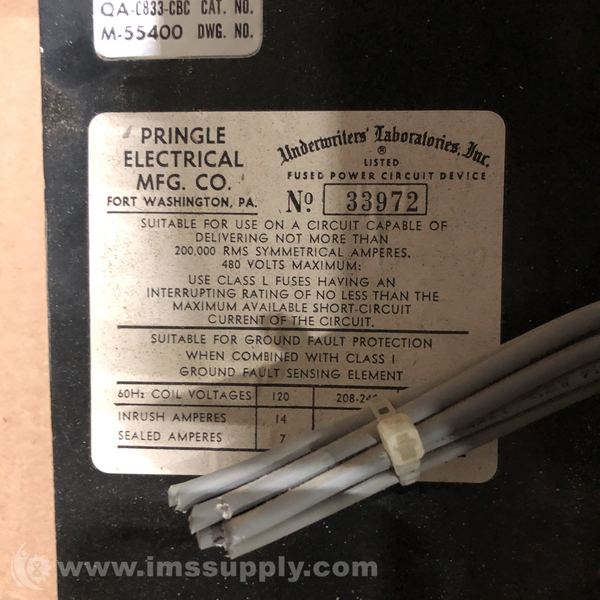 QA-C833-CBC CAT. NO.
M-55400 DWG. NO.
PRINGLE
ELECTRICAL
MFG. CO.
FORT WASHINGTON, PA.
Underwriters' Laboratories, Inc.
®
LISTED
FUSED POWER CIRCUIT DEVICE
No 33972
SUITABLE FOR USE ON A CIRCUIT CAPABLE OF
DELIVERING NOT MORE THAN
200,000 RMS SYMMETRICAL AMPERES.
480 VOLTS MAXIMUM:
USE CLASS L FUSES HAVING AN
INTERRUPTING RATING OF NO LESS THAN THE
MAXIMUM AVAILABLE SHORT-CIRCUIT
CURRENT OF THE CIRCUIT.
SUITABLE FOR GROUND FAULT PROTECTION
WHEN COMBINED WITH CLASS I
GROUND FAULT SENSING ELEMENT
60Hz COIL VOLTAGES 120
INRUSH AMPERES 14
SEALED AMPERES 7
www.imssupply.com